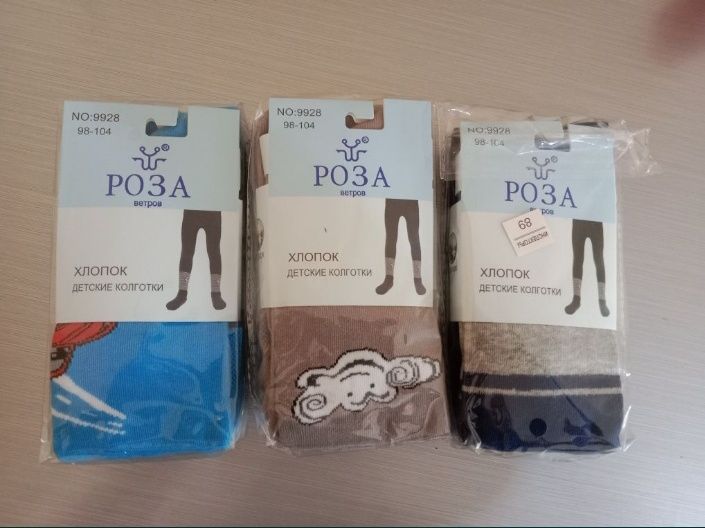 NO:9928
98-104
®
РОЗА
ветров
ХЛОПОК
ДЕТСКИЕ КОЛГОТКИ
NO:9928
98-104
®
РОЗА
ветров
ХЛОПОК
ДЕТСКИЕ КОЛГОТКИ
NO:9928
98-104
®
РОЗА
ветров
69
ХЛОПОК
ДЕТСКИЕ КОЛГОТКИ